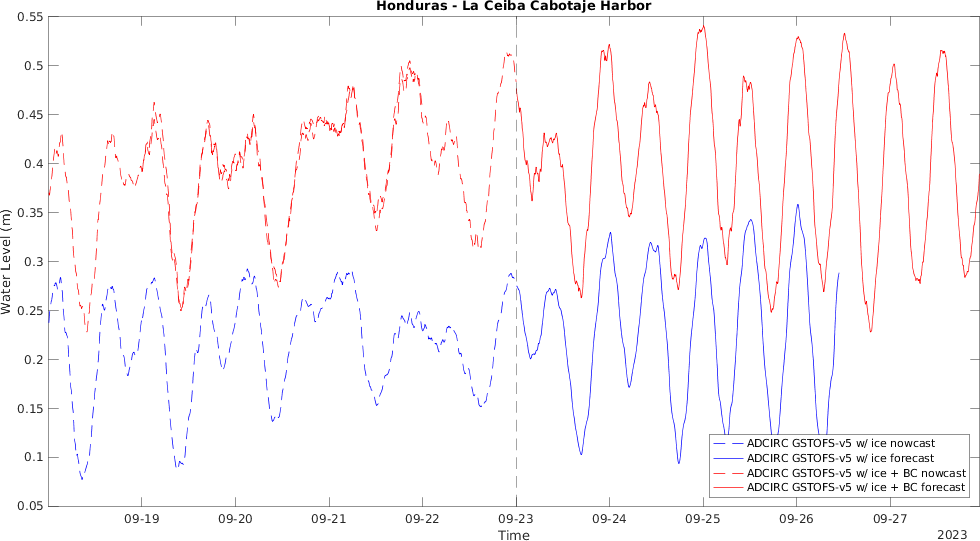 Honduras - La Ceiba Cabotaje Harbor
0.55
0.5
0.45
0.4
0.35
0.3
0.25
0.2
0.15
0.1
0.05
Water Level (m)
ADCIRC GSTOFS-v5 w/ ice nowcast
ADCIRC GSTOFS-v5 w/ ice forecast
ADCIRC GSTOFS-v5 w/ ice + BC nowcast
ADCIRC GSTOFS-v5 w/ ice + BC forecast
09-19 09-20 09-21 09-22 09-23 09-24 09-25 09-26 09-27
Time
2023